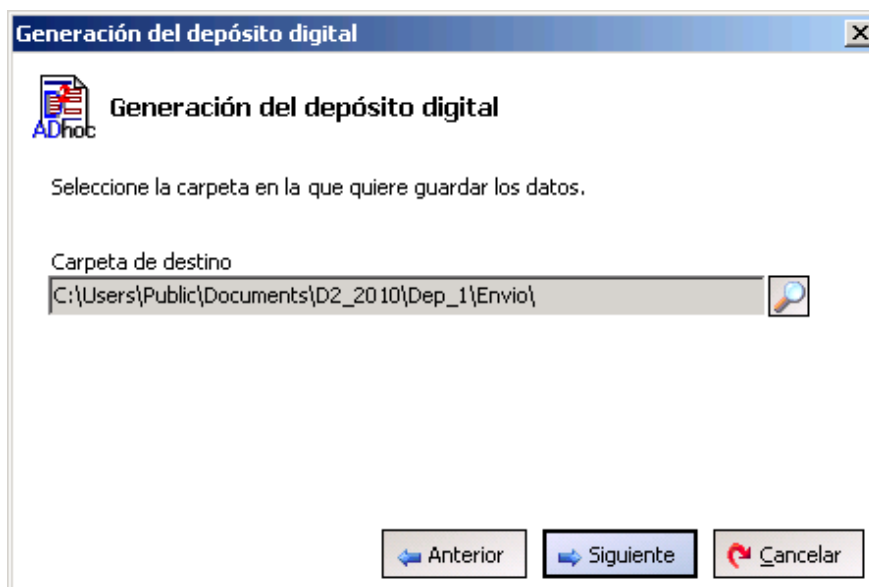 Generación del depósito digital
Generación del depósito digital
ADhoc
Seleccione la carpeta en la que quiere guardar los datos.
Carpeta de destino
C:\Users\Public\Documents\D2_2010\Dep_1\Envio\
Anterior Siguiente Cancelar